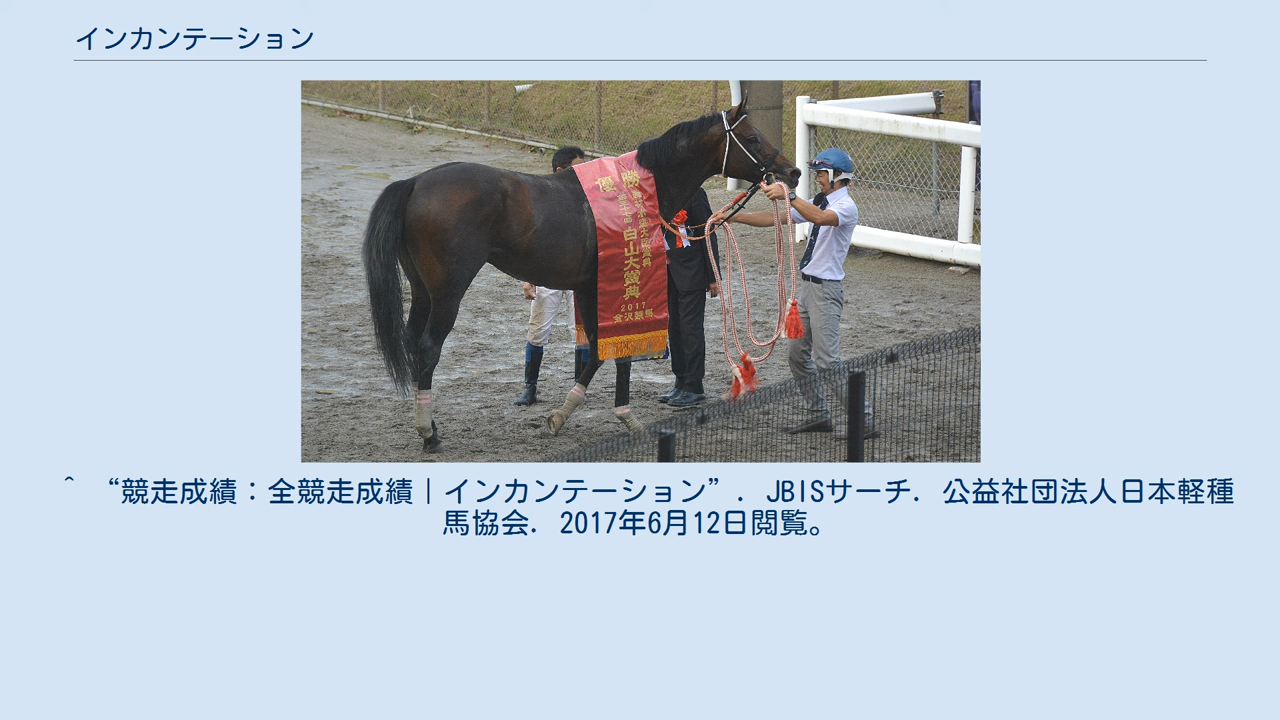 インカンテーション
優勝
白山大賞典
2017
金沢競馬
^ “競走成績：全競走成績｜インカンテーション”. JBISサーチ. 公益社団法人日本軽種
馬協会. 2017年6月12日閲覧。